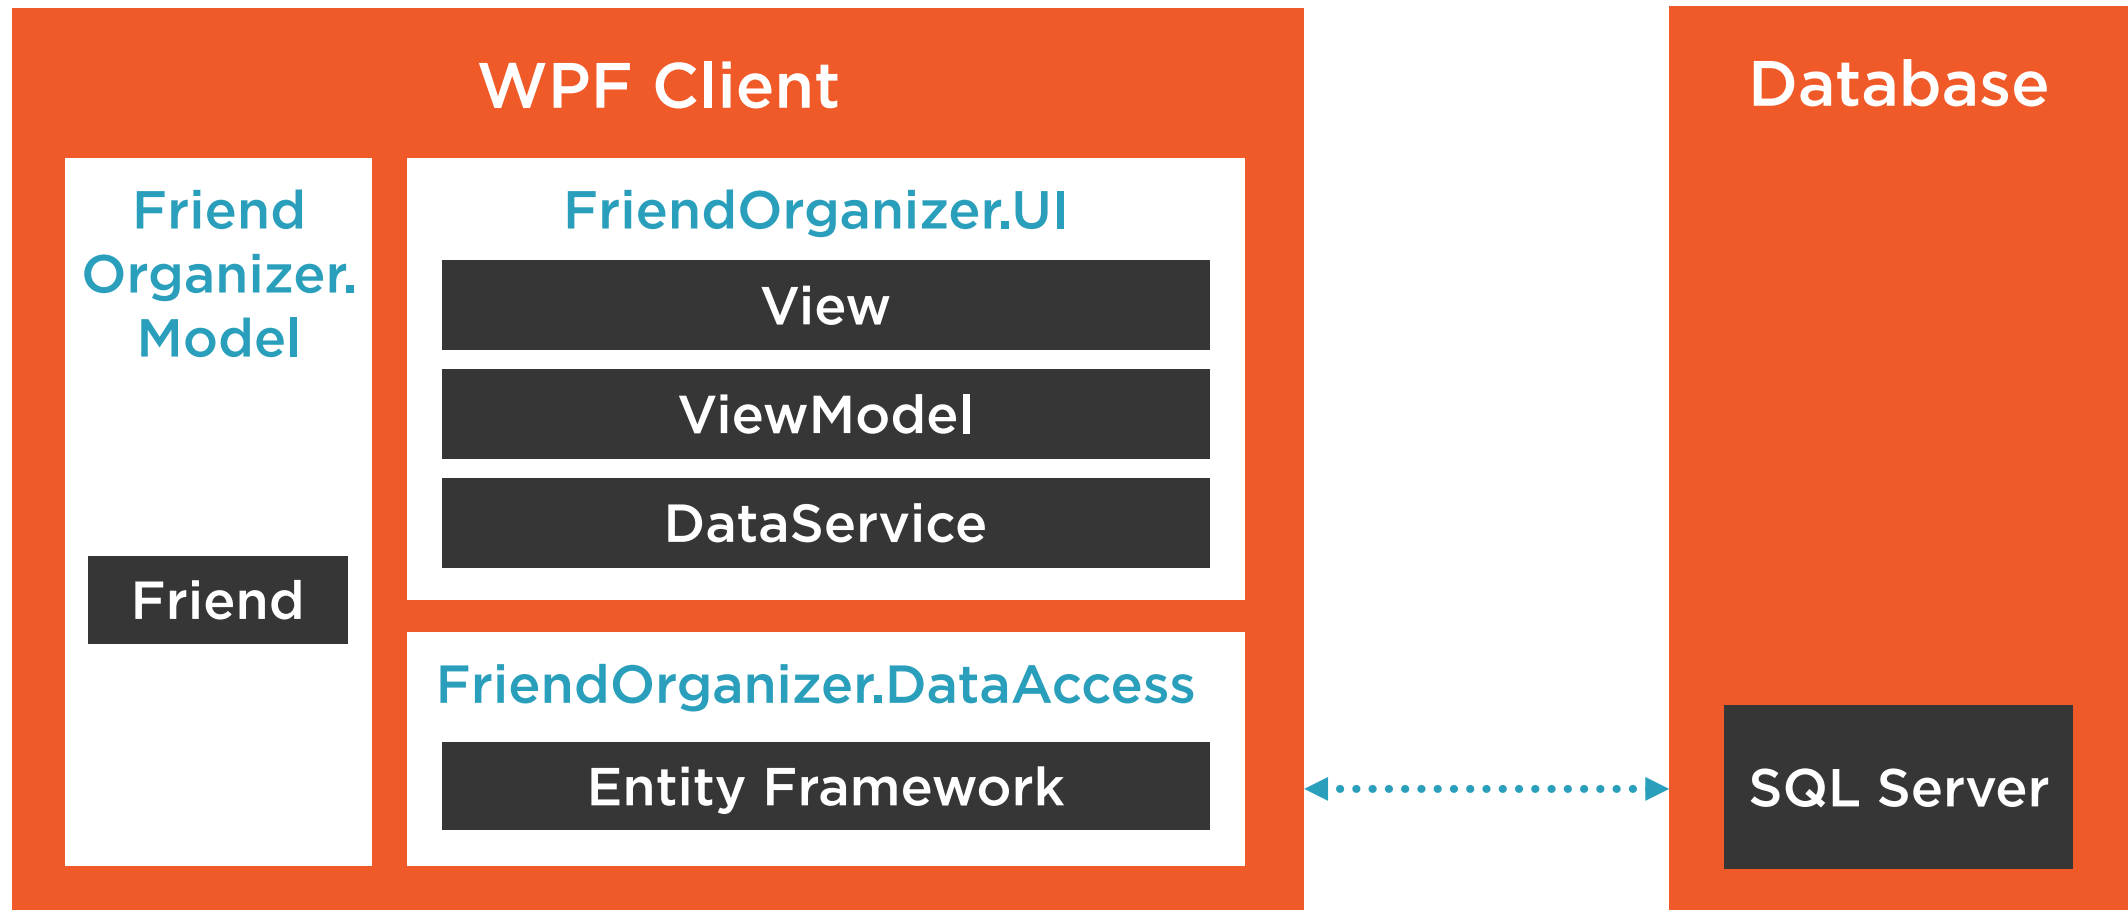 WPF Client
Friend
Organizer.
Model
Friend
FriendOrganizer.UI
View
ViewModel
DataService
FriendOrganizer.DataAccess
Entity Framework
Database
SQL Server